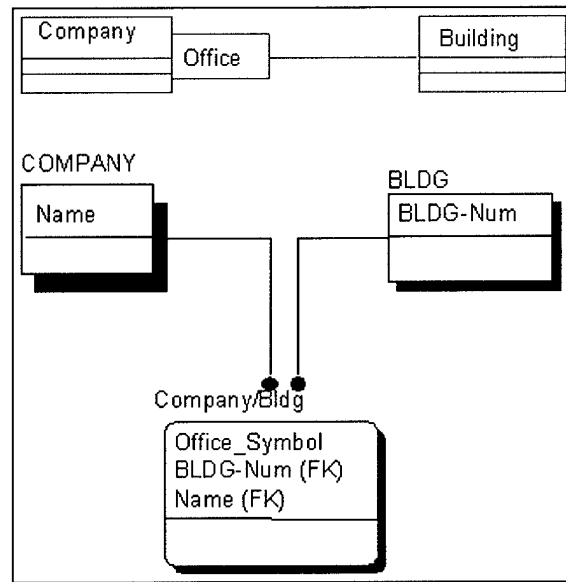 Company
Office
Building
COMPANY
Name
BLDG
BLDG-Num
Company/Bldg
Office_Symbol
BLDG-Num (FK)
Name (FK)